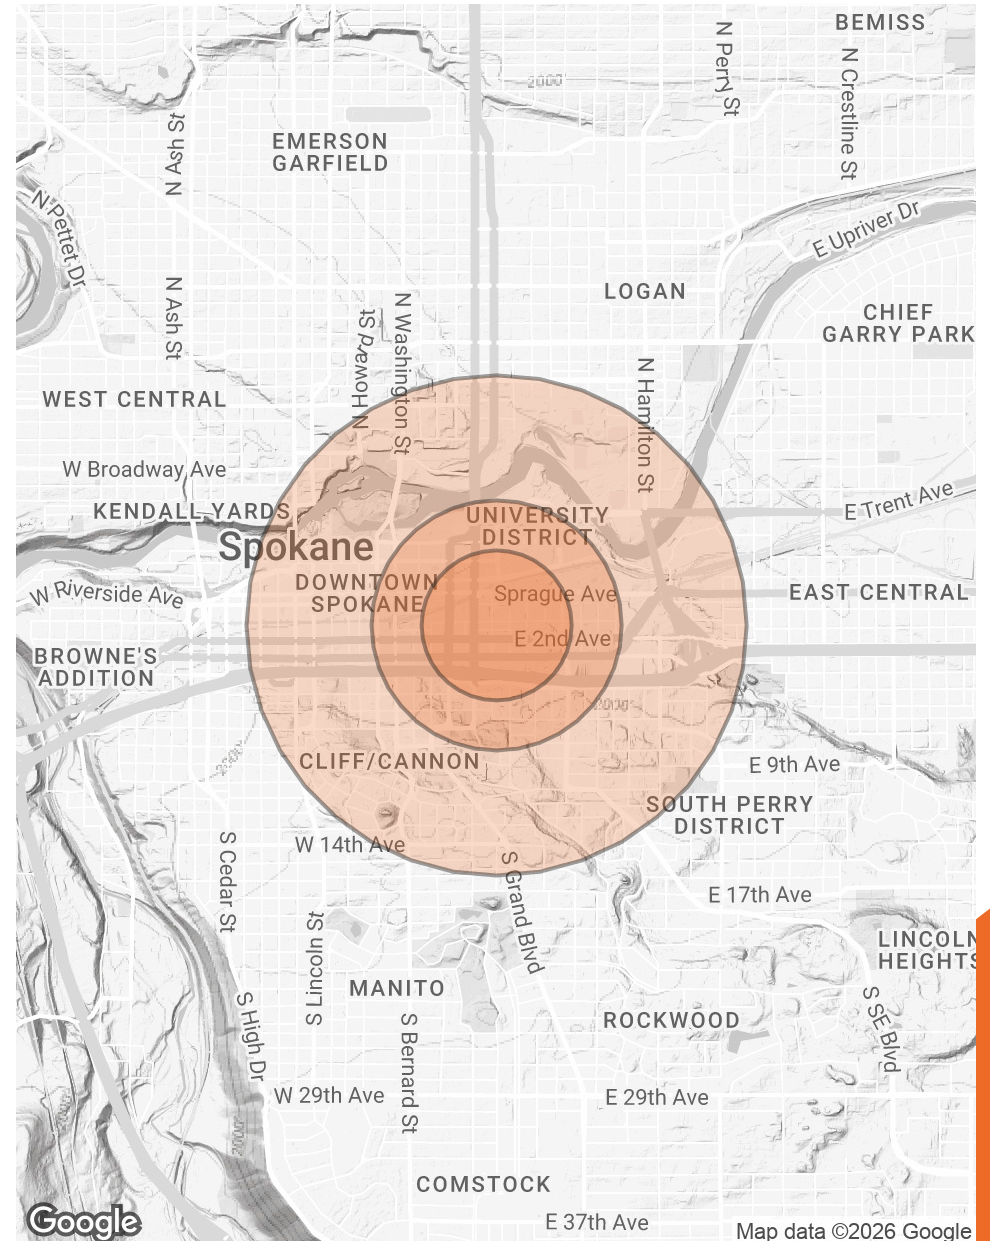 BEMISS
N Perry St
N Crestline St
2000
N Ash St
EMERSON
GARFIELD
N Pettet Dr
E Upriver Dr
LOGAN
N Ash St
N Howard St
N Washington St
CHIEF
GARRY PARK
N Hamilton St
WEST CENTRAL
W Broadway Ave
KENDALL YARDS
E Trent Ave
UNIVERSITY
DISTRICT
Spokane
DOWNTOWN
SPOKANE
W Riverside Ave
Sprague Ave
EAST CENTRAL
E 2nd Ave
BROWNE'S
ADDITION
2000
CLIFF/CANNON
E 9th Ave
2000
SOUTH PERRY
DISTRICT
W 14th Ave
S Cedar St
S Grand Blvd
E 17th Ave
S Lincoln St
LINCOLN
HEIGHTS
MANITO
S High Dr
S Bernard St
ROCKWOOD
S SE Blvd
W 29th Ave
E 29th Ave
2000
COMSTOCK
E 37th Ave
Google
Map data ©2026 Google